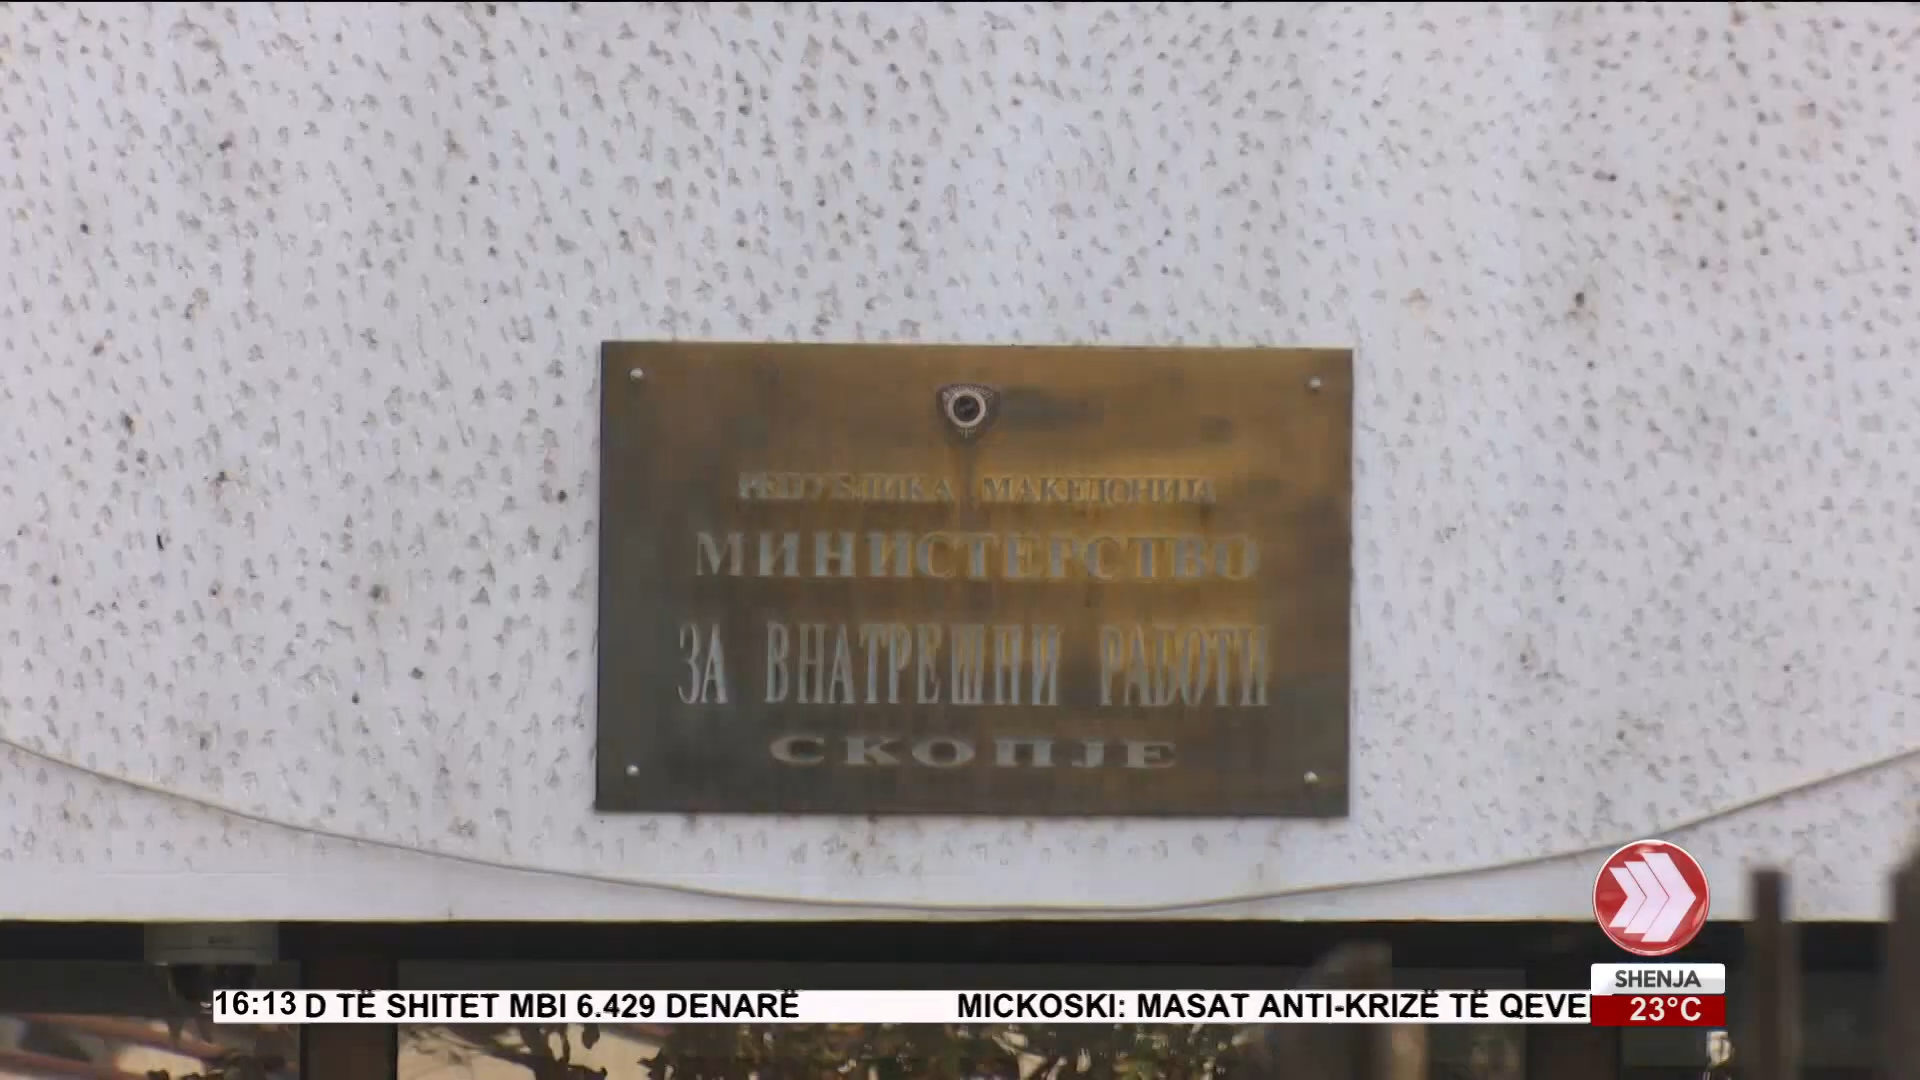 РЕПУБЛИКА МАКЕДОНИЈА
МИНИСТЕРСТВО
ЗА ВНАТРЕШНИ РАБОТИ
СКОПЈЕ
SHENJA
16:13 D TË SHITET MBI 6.429 DENARË MICKOSKI: MASAT ANTI-KRIZË TË QEVE
23°C